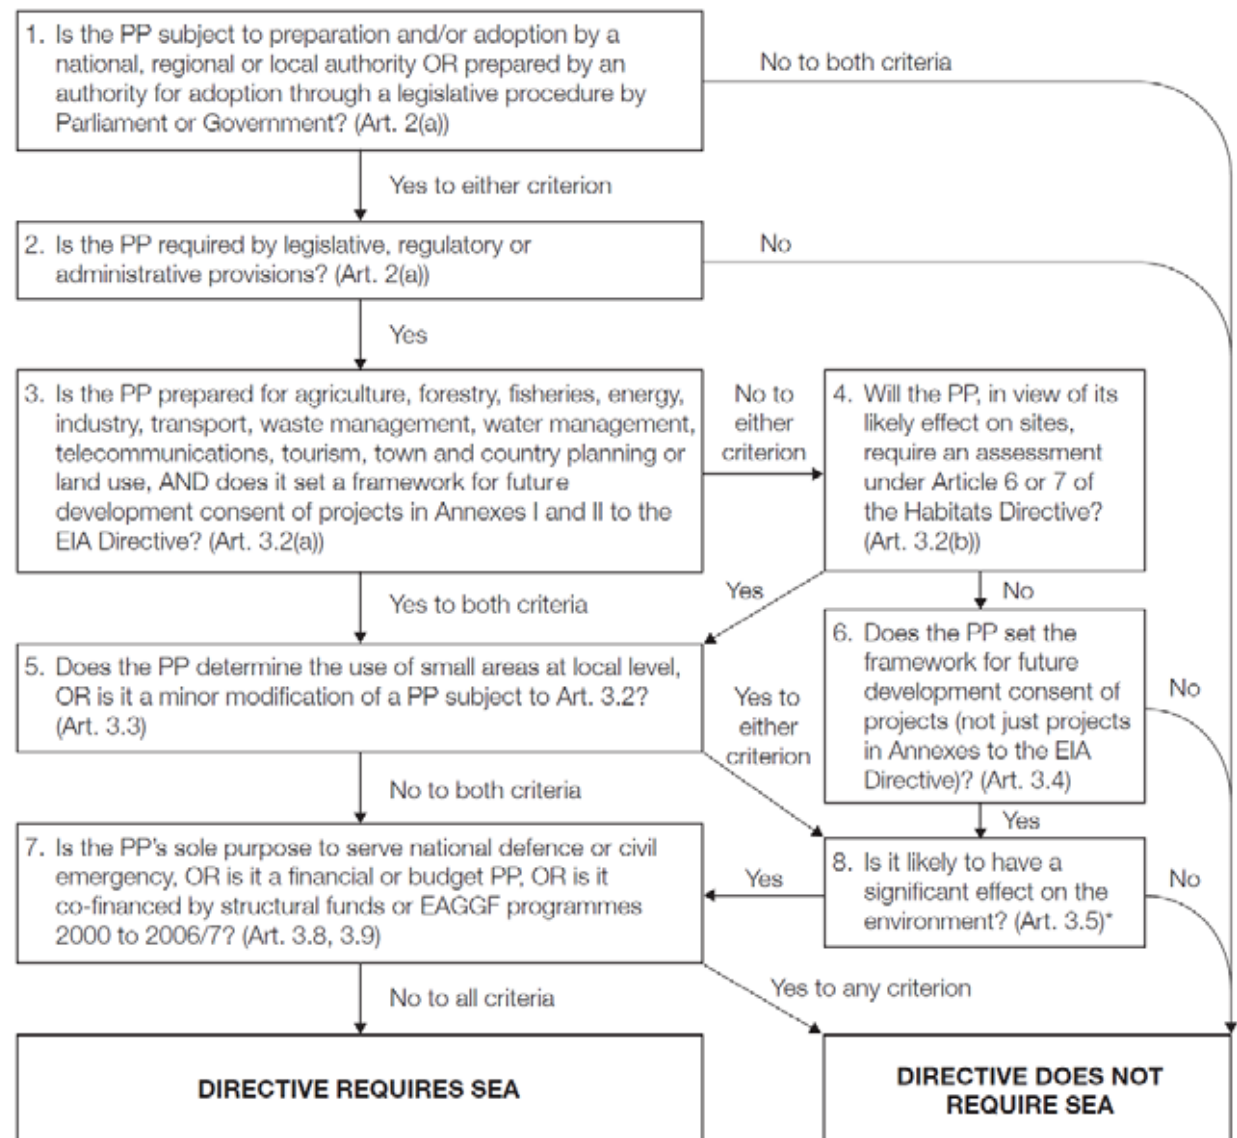 1. Is the PP subject to preparation and/or adoption by a
national, regional or local authority OR prepared by an
authority for adoption through a legislative procedure by
Parliament or Government? (Art. 2(a))
No to both criteria
Yes to either criterion
2. Is the PP required by legislative, regulatory or
administrative provisions? (Art. 2(a))
No
Yes
3. Is the PP prepared for agriculture, forestry, fisheries, energy,
industry, transport, waste management, water management,
telecommunications, tourism, town and country planning or
land use, AND does it set a framework for future
development consent of projects in Annexes I and II to the
EIA Directive? (Art. 3.2(a))
No to
either
criterion
4. Will the PP, in view of its
likely effect on sites,
require an assessment
under Article 6 or 7 of
the Habitats Directive?
(Art. 3.2(b))
Yes to both criteria
Yes
No
5. Does the PP determine the use of small areas at local level,
OR is it a minor modification of a PP subject to Art. 3.2?
(Art. 3.3)
Yes to
either
criterion
6. Does the PP set the
framework for future
development consent of
projects (not just projects
in Annexes to the EIA
Directive)? (Art. 3.4)
No
No to both criteria
Yes
7. Is the PP's sole purpose to serve national defence or civil
emergency, OR is it a financial or budget PP, OR is it
co-financed by structural funds or EAGGF programmes
2000 to 2006/7? (Art. 3.8, 3.9)
Yes
8. Is it likely to have a
significant effect on the
environment? (Art. 3.5)*
No
No to all criteria
Yes to any criterion
DIRECTIVE REQUIRES SEA
DIRECTIVE DOES NOT
REQUIRE SEA